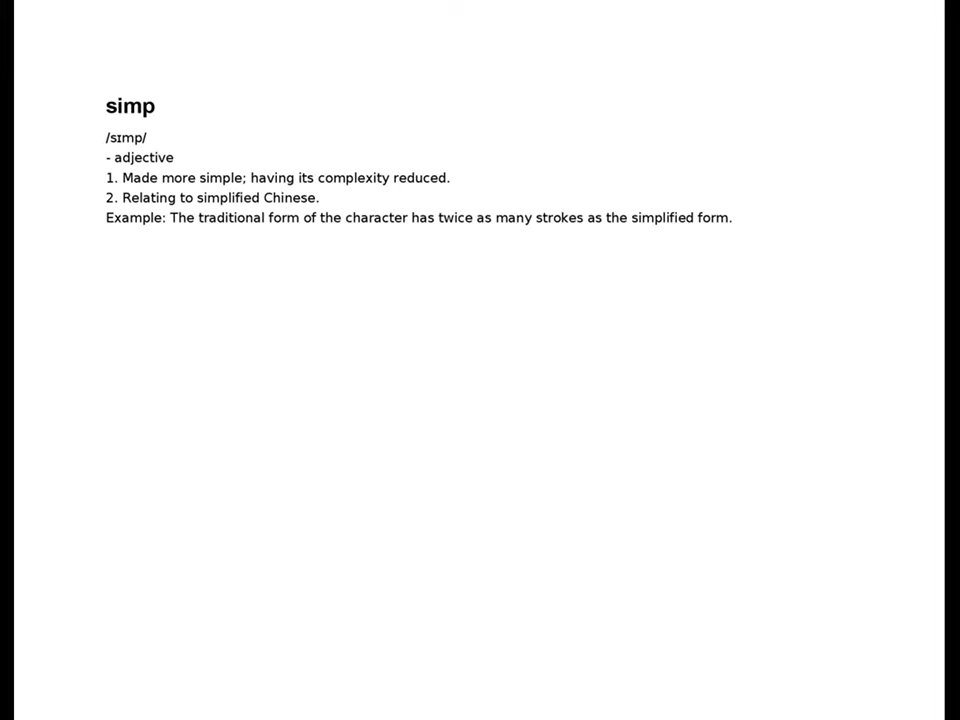 simp
/sɪmp/
- adjective
1. Made more simple; having its complexity reduced.
2. Relating to simplified Chinese.
Example: The traditional form of the character has twice as many strokes as the simplified form.